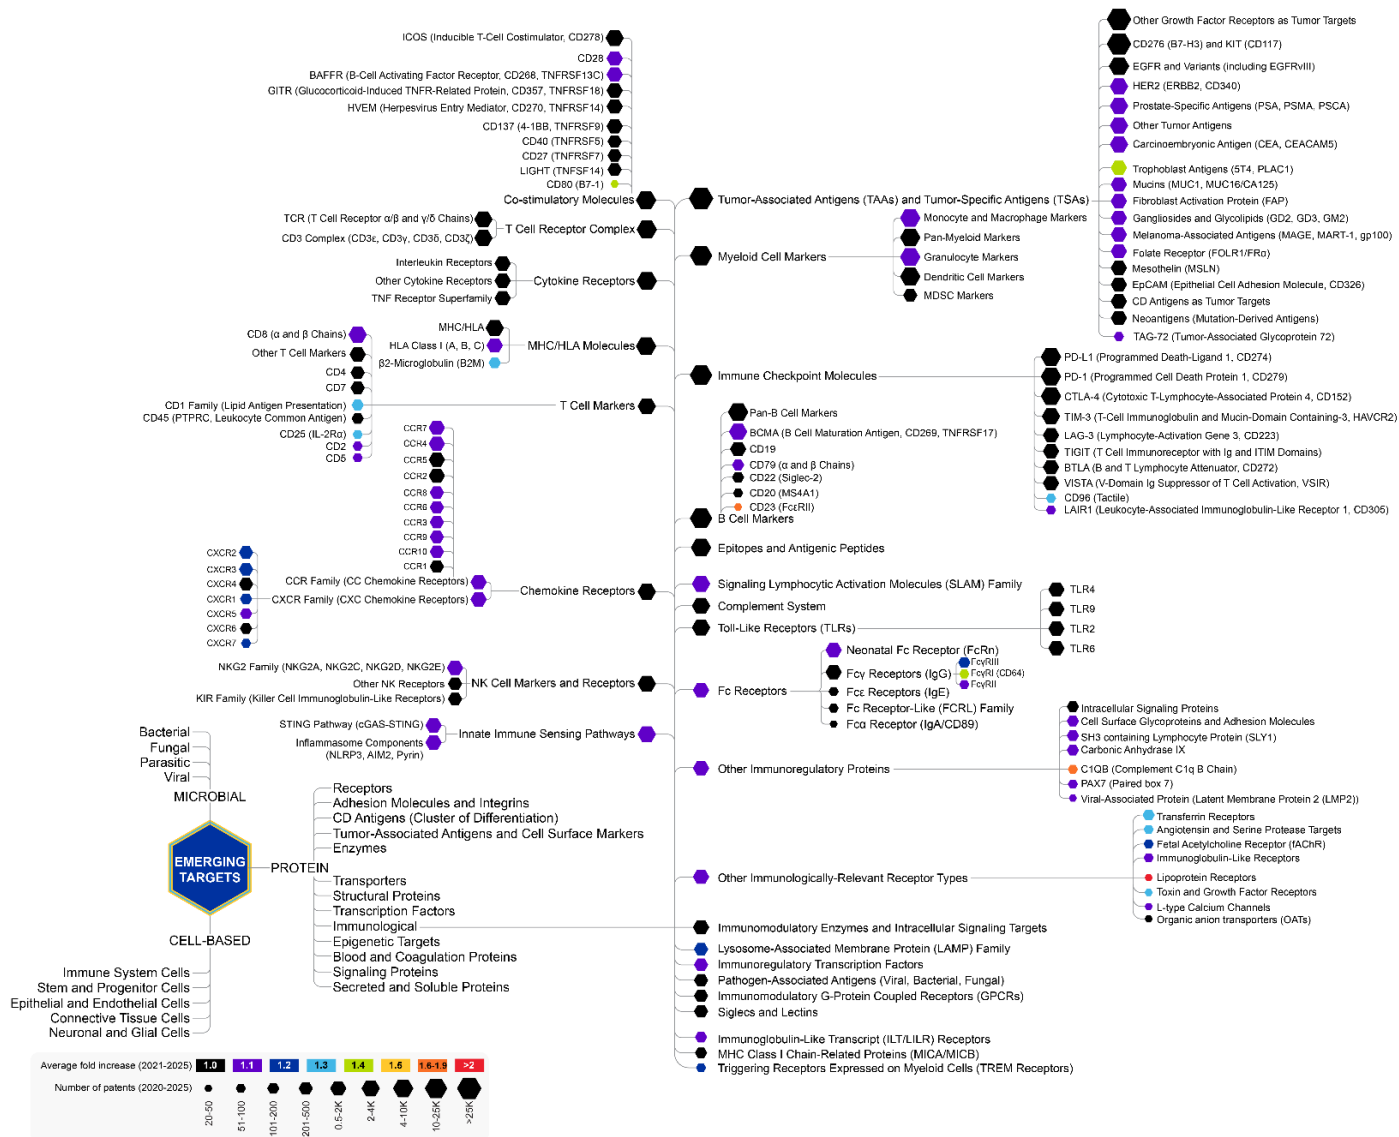 ICOS (Inducible T-Cell Costimulator, CD278)
CD28
BAFFR (B-Cell Activating Factor Receptor, CD268, TNFRSF13C)
GITR (Glucocorticoid-Induced TNFR-Related Protein, CD357, TNFRSF18)
HVEM (Herpesvirus Entry Mediator, CD270, TNFRSF14)
CD137 (4-1BB, TNFRSF9)
CD40 (TNFRSF5)
CD27 (TNFRSF7)
LIGHT (TNFSF14)
CD80 (B7-1)
Co-stimulatory Molecules
TCR (T Cell Receptor α/β and γ/δ Chains)
CD3 Complex (CD3ε, CD3γ, CD3δ, CD3ζ)
T Cell Receptor Complex
Interleukin Receptors
Other Cytokine Receptors
TNF Receptor Superfamily
Cytokine Receptors
MHC/HLA
HLA Class I (A, B, C)
β2-Microglobulin (B2M)
MHC/HLA Molecules
CD8 (α and β Chains)
Other T Cell Markers
CD4
CD7
CD1 Family (Lipid Antigen Presentation)
CD45 (PTPRC, Leukocyte Common Antigen)
CD25 (IL-2Rα)
CD2
CD5
T Cell Markers
CCR7
CCR4
CCR5
CCR2
CCR8
CCR6
CCR3
CCR9
CCR10
CCR1
CXCR2
CXCR3
CXCR4
CXCR1
CXCR5
CXCR6
CXCR7
CCR Family (CC Chemokine Receptors)
CXCR Family (CXC Chemokine Receptors)
Chemokine Receptors
NKG2 Family (NKG2A, NKG2C, NKG2D, NKG2E)
Other NK Receptors
KIR Family (Killer Cell Immunoglobulin-Like Receptors)
NK Cell Markers and Receptors
STING Pathway (cGAS-STING)
Inflammasome Components
(NLRP3, AIM2, Pyrin)
Innate Immune Sensing Pathways
Tumor-Associated Antigens (TAAs) and Tumor-Specific Antigens (TSAs)
Other Growth Factor Receptors as Tumor Targets
CD276 (B7-H3) and KIT (CD117)
EGFR and Variants (including EGFRvIII)
HER2 (ERBB2, CD340)
Prostate-Specific Antigens (PSA, PSMA, PSCA)
Other Tumor Antigens
Carcinoembryonic Antigen (CEA, CEACAM5)
Trophoblast Antigens (5T4, PLAC1)
Mucins (MUC1, MUC16/CA125)
Fibroblast Activation Protein (FAP)
Gangliosides and Glycolipids (GD2, GD3, GM2)
Melanoma-Associated Antigens (MAGE, MART-1, gp100)
Folate Receptor (FOLR1/FRα)
Mesothelin (MSLN)
EpCAM (Epithelial Cell Adhesion Molecule, CD326)
CD Antigens as Tumor Targets
Neoantigens (Mutation-Derived Antigens)
TAG-72 (Tumor-Associated Glycoprotein 72)
Myeloid Cell Markers
Monocyte and Macrophage Markers
Pan-Myeloid Markers
Granulocyte Markers
Dendritic Cell Markers
MDSC Markers
Immune Checkpoint Molecules
PD-L1 (Programmed Death-Ligand 1, CD274)
PD-1 (Programmed Cell Death Protein 1, CD279)
CTLA-4 (Cytotoxic T-Lymphocyte-Associated Protein 4, CD152)
TIM-3 (T-Cell Immunoglobulin and Mucin-Domain Containing-3, HAVCR2)
LAG-3 (Lymphocyte-Activation Gene 3, CD223)
TIGIT (T Cell Immunoreceptor with Ig and ITIM Domains)
BTLA (B and T Lymphocyte Attenuator, CD272)
VISTA (V-Domain Ig Suppressor of T Cell Activation, VSIR)
CD96 (Tactile)
LAIR1 (Leukocyte-Associated Immunoglobulin-Like Receptor 1, CD305)
Pan-B Cell Markers
BCMA (B Cell Maturation Antigen, CD269, TNFRSF17)
CD19
CD79 (α and β Chains)
CD22 (Siglec-2)
CD20 (MS4A1)
CD23 (FcεRII)
B Cell Markers
Epitopes and Antigenic Peptides
Signaling Lymphocytic Activation Molecules (SLAM) Family
Complement System
Toll-Like Receptors (TLRs)
TLR4
TLR9
TLR2
TLR6
Fc Receptors
Neonatal Fc Receptor (FcRn)
Fcγ Receptors (IgG)
FcγRIII
FcγRI (CD64)
FcγRII
Fcε Receptors (IgE)
Fc Receptor-Like (FCRL) Family
Fcα Receptor (IgA/CD89)
Other Immunoregulatory Proteins
Intracellular Signaling Proteins
Cell Surface Glycoproteins and Adhesion Molecules
SH3 containing Lymphocyte Protein (SLY1)
Carbonic Anhydrase IX
C1QB (Complement C1q B Chain)
PAX7 (Paired box 7)
Viral-Associated Protein (Latent Membrane Protein 2 (LMP2))
Other Immunologically-Relevant Receptor Types
Transferrin Receptors
Angiotensin and Serine Protease Targets
Fetal Acetylcholine Receptor (fAChR)
Immunoglobulin-Like Receptors
Lipoprotein Receptors
Toxin and Growth Factor Receptors
L-type Calcium Channels
Organic anion transporters (OATs)
Immunomodulatory Enzymes and Intracellular Signaling Targets
Lysosome-Associated Membrane Protein (LAMP) Family
Immunoregulatory Transcription Factors
Pathogen-Associated Antigens (Viral, Bacterial, Fungal)
Immunomodulatory G-Protein Coupled Receptors (GPCRs)
Siglecs and Lectins
Immunoglobulin-Like Transcript (ILT/LILR) Receptors
MHC Class I Chain-Related Proteins (MICA/MICB)
Triggering Receptors Expressed on Myeloid Cells (TREM Receptors)
Bacterial
Fungal
Parasitic
Viral
MICROBIAL
EMERGING
TARGETS
PROTEIN
Receptors
Adhesion Molecules and Integrins
CD Antigens (Cluster of Differentiation)
Tumor-Associated Antigens and Cell Surface Markers
Enzymes
Transporters
Structural Proteins
Transcription Factors
Immunological
Epigenetic Targets
Blood and Coagulation Proteins
Signaling Proteins
Secreted and Soluble Proteins
CELL-BASED
Immune System Cells
Stem and Progenitor Cells
Epithelial and Endothelial Cells
Connective Tissue Cells
Neuronal and Glial Cells
Average fold increase (2021-2025) 1.0 1.1 1.2 1.3 1.4 1.5 1.6-1.9 >2
Number of patents (2020-2025)
20-50 51-100 101-200 201-500 0.5-2K 2-4K 4-10K 10-25K >25K